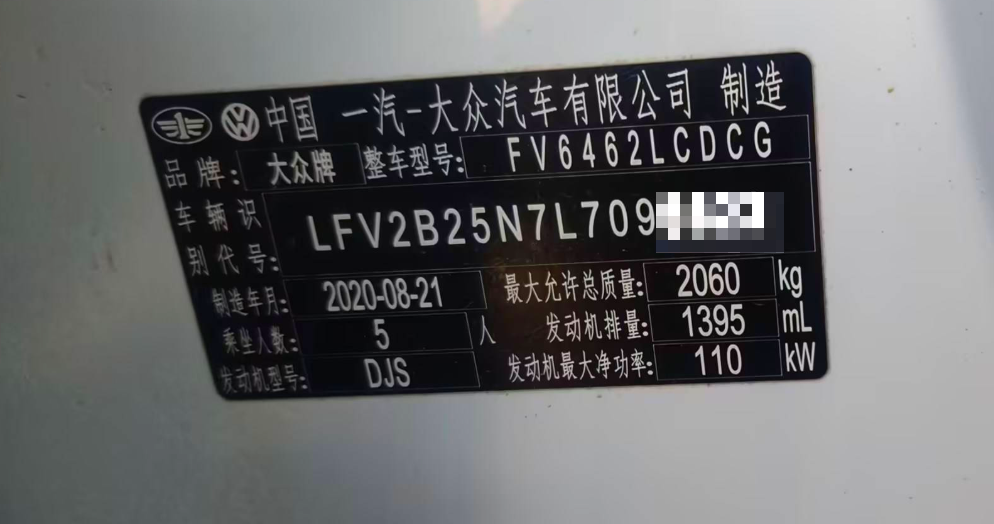 中国 一汽-大众汽车有限公司 制造
品牌: 大众牌 整车型号: FV6462LCDCG
车辆识别代号: LFV2B25N7L709
制造年月: 2020-08-21 最大允许总质量: 2060 kg
乘坐人数: 5 人 发动机排量: 1395 mL
发动机型号: DJS 发动机最大净功率: 110 kW